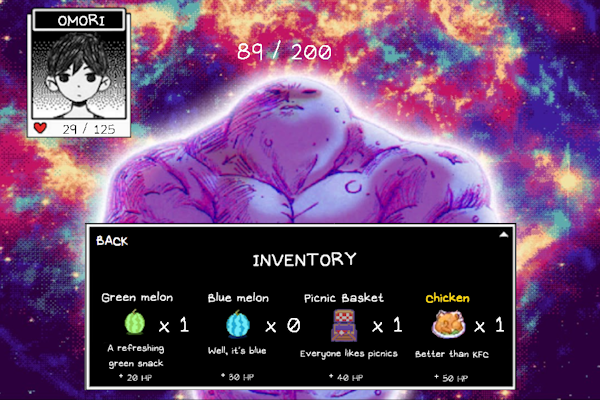 OMORI
89 / 200
29 / 125
BACK
INVENTORY
Green melon
Blue melon
Picnic Basket
Chicken
x 1
x 0
x 1
x 1
A refreshing
green snack
Well, it's blue
Everyone likes picnics
Better than KFC
+ 20 HP
+ 30 HP
+ 40 HP
+ 50 HP